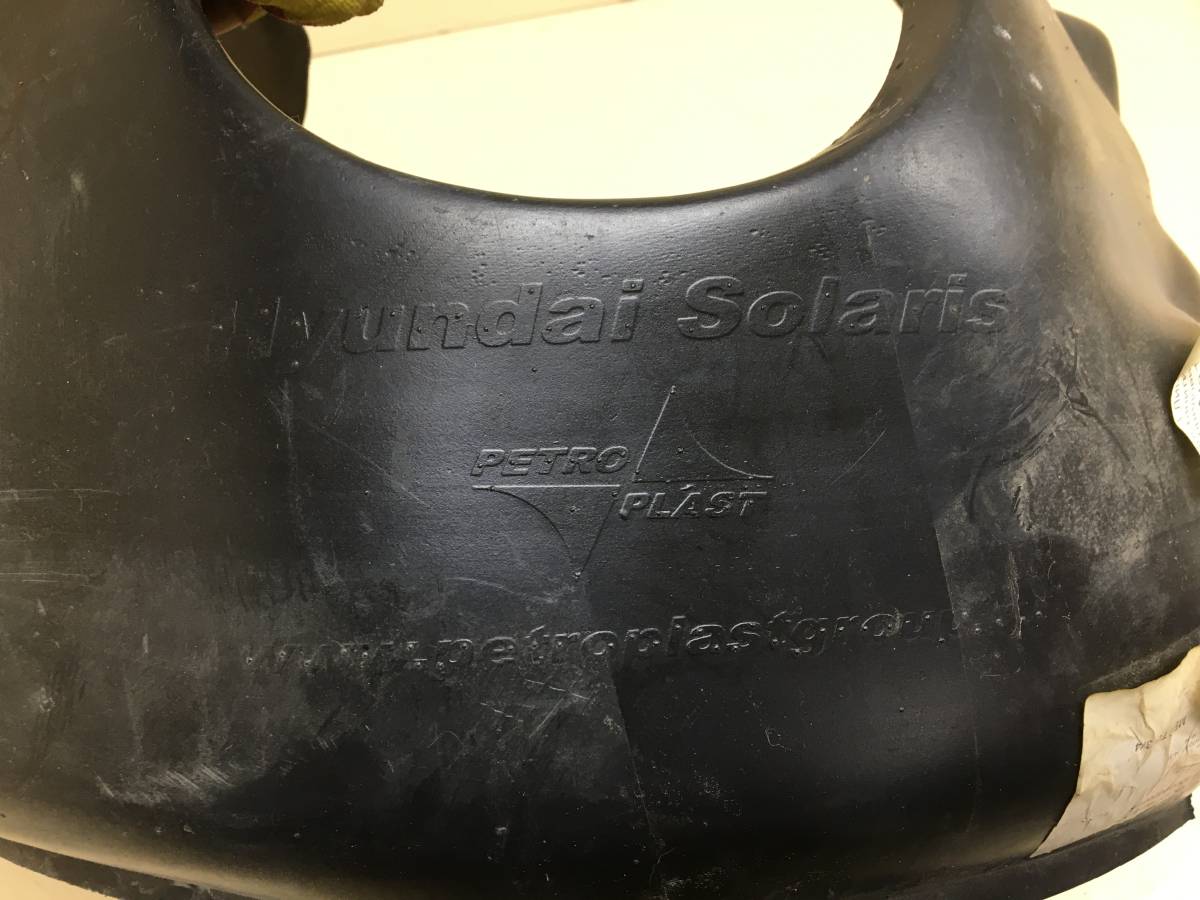 Hyundai Solaris
PETRO
PLAST
www.petroplastgroup.